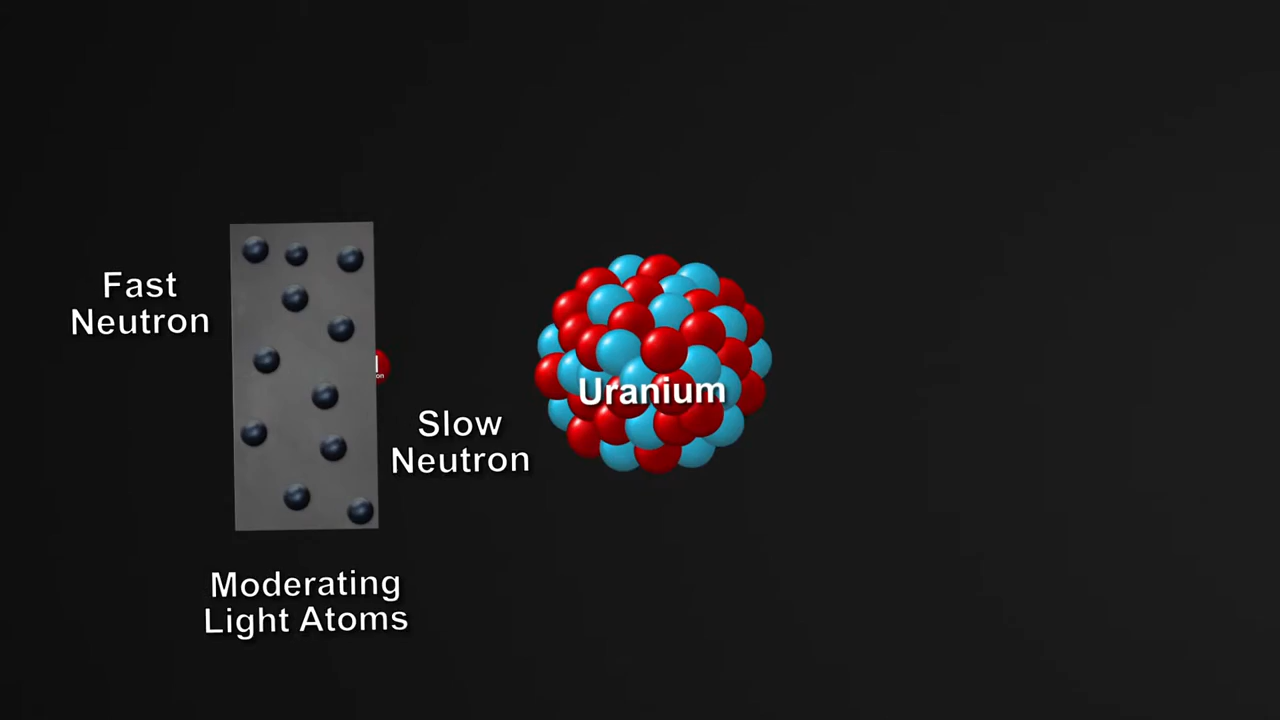 Fast
Neutron
Slow
Neutron
Uranium
Moderating
Light Atoms